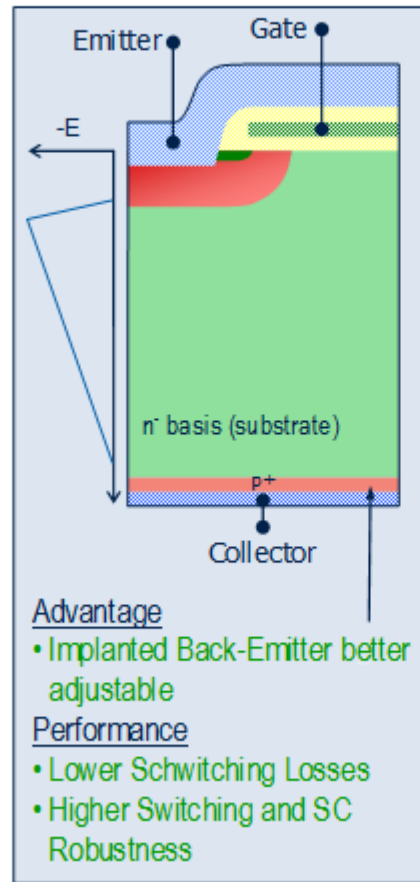 Emitter
Gate
-E
n⁻ basis (substrate)
p+
Collector
Advantage
• Implanted Back-Emitter better
adjustable
Performance
• Lower Schwitching Losses
• Higher Switching and SC
Robustness